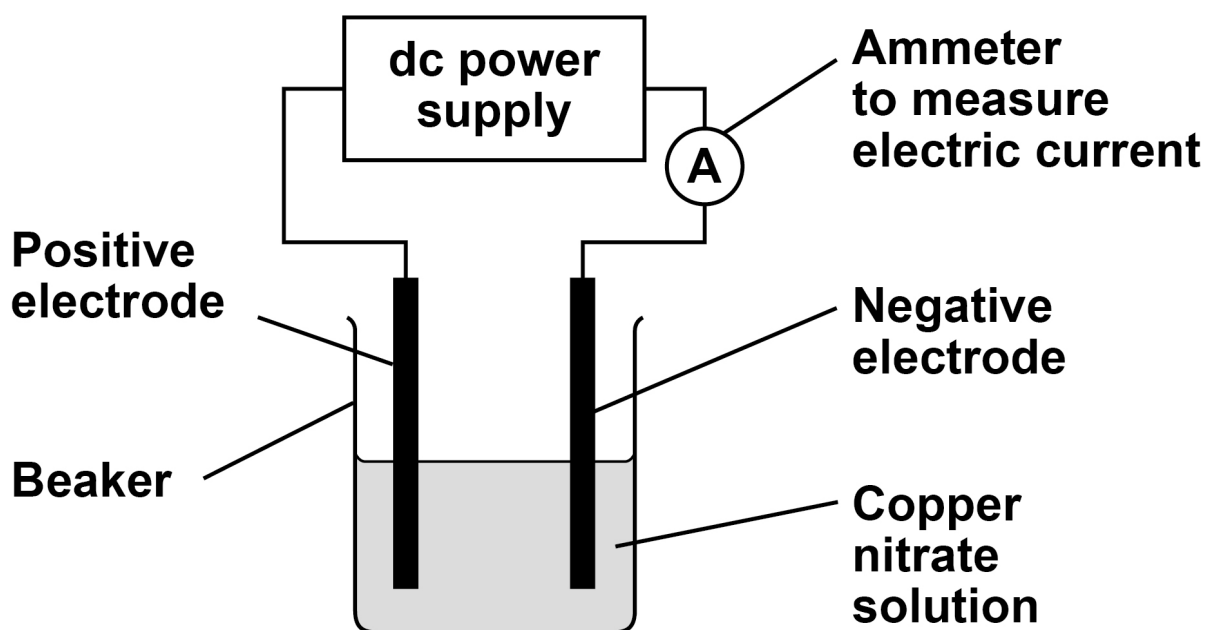 dc power
supply
Ammeter
to measure
electric current
A
Positive
electrode
Negative
electrode
Beaker
Copper
nitrate
solution